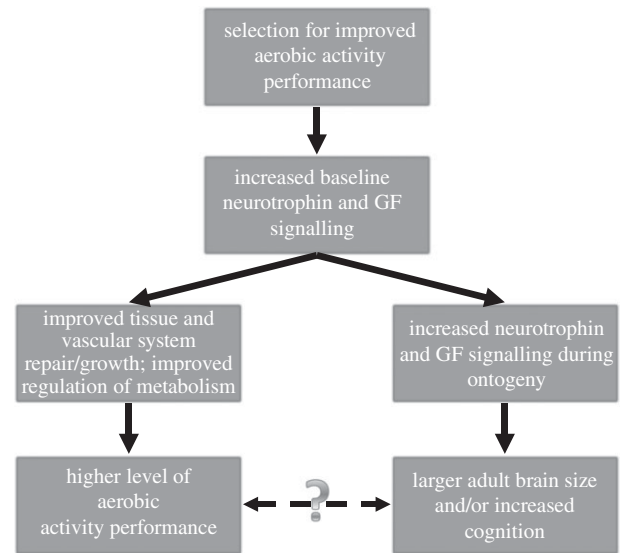 selection for improved
aerobic activity
performance
increased baseline
neurotrophin and GF
signalling
improved tissue and
vascular system
repair/growth; improved
regulation of metabolism
increased neurotrophin
and GF signalling during
ontogeny
higher level of
aerobic
activity performance
?
larger adult brain size
and/or increased
cognition